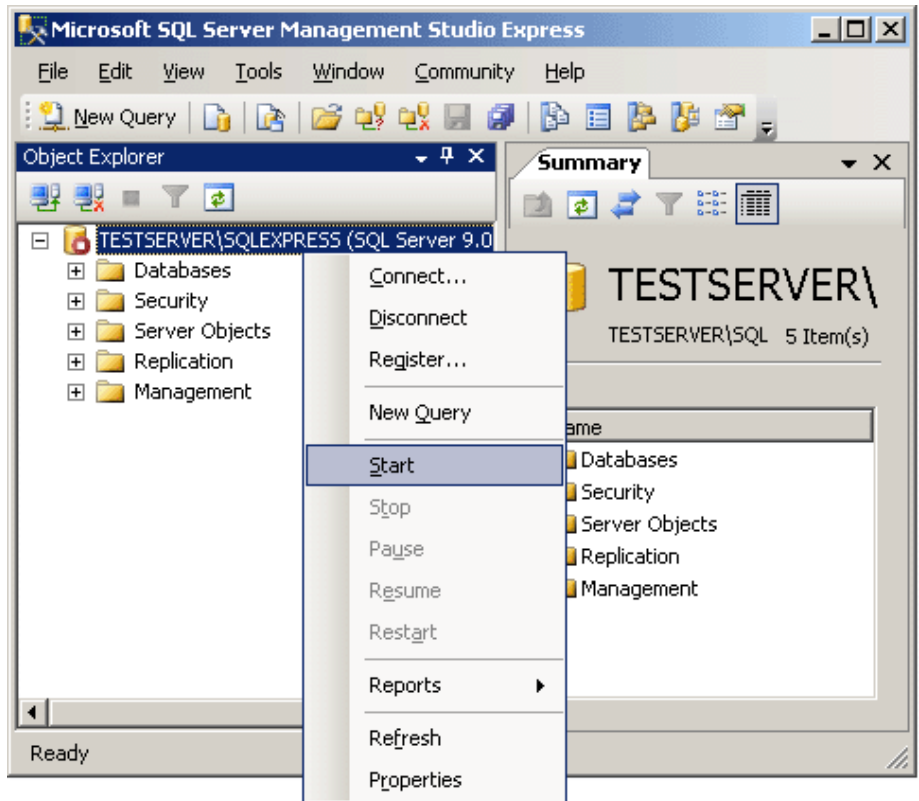 Microsoft SQL Server Management Studio Express
File Edit View Tools Window Community Help
New Query
Object Explorer
Summary
TESTSERVER\SQLEXPRESS (SQL Server 9.0
Databases
Security
Server Objects
Replication
Management
Connect...
Disconnect
Register...
New Query
Start
Stop
Pause
Resume
Restart
Reports
Refresh
Properties
TESTSERVER\
TESTSERVER\SQL 5 Item(s)
ame
Databases
Security
Server Objects
Replication
Management
Ready